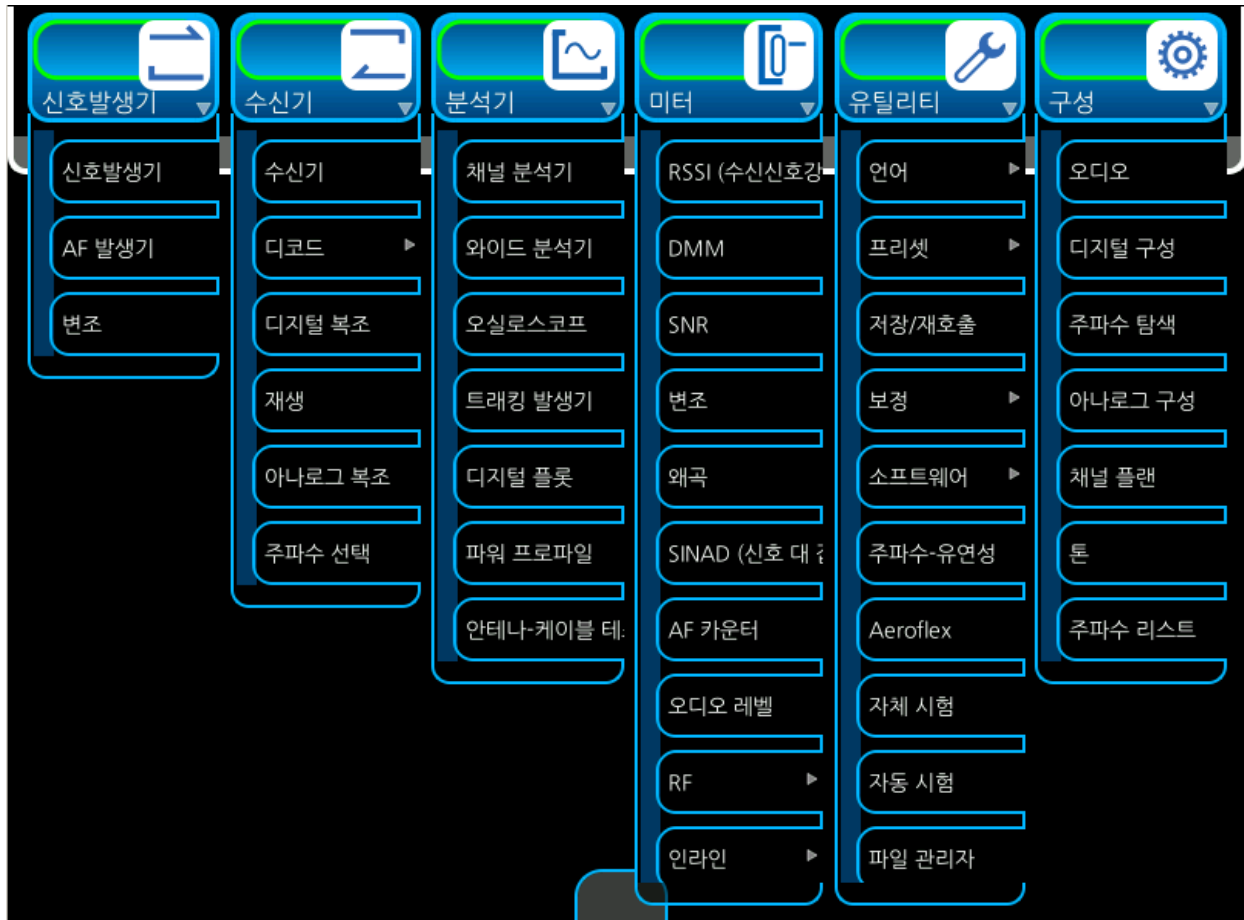 신호발생기
신호발생기
AF 발생기
변조
수신기
수신기
디코드
디지털 복조
재생
아나로그 복조
주파수 선택
분석기
채널 분석기
와이드 분석기
오실로스코프
트래킹 발생기
디지털 플롯
파워 프로파일
안테나-케이블 테
미터
RSSI (수신신호강
DMM
SNR
변조
왜곡
SINAD (신호 대
AF 카운터
오디오 레벨
RF
인라인
유틸리티
언어
프리셋
저장/재호출
보정
소프트웨어
주파수-유연성
Aeroflex
자체 시험
자동 시험
파일 관리자
구성
오디오
디지털 구성
주파수 탐색
아나로그 구성
채널 플랜
톤
주파수 리스트